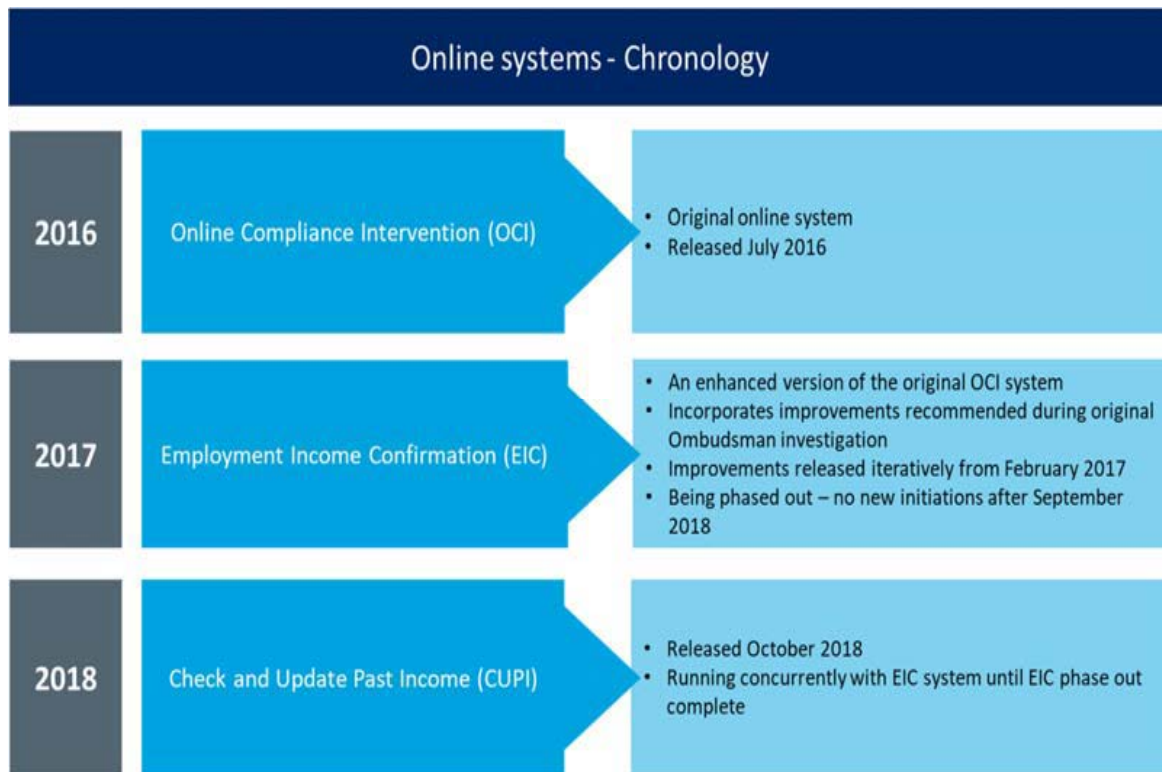 Online systems - Chronology
2016
Online Compliance Intervention (OCI)
• Original online system
• Released July 2016
2017
Employment Income Confirmation (EIC)
• An enhanced version of the original OCI system
• Incorporates improvements recommended during original
Ombudsman investigation
• Improvements released iteratively from February 2017
• Being phased out – no new initiations after September
2018
2018
Check and Update Past Income (CUPI)
• Released October 2018
• Running concurrently with EIC system until EIC phase out
complete